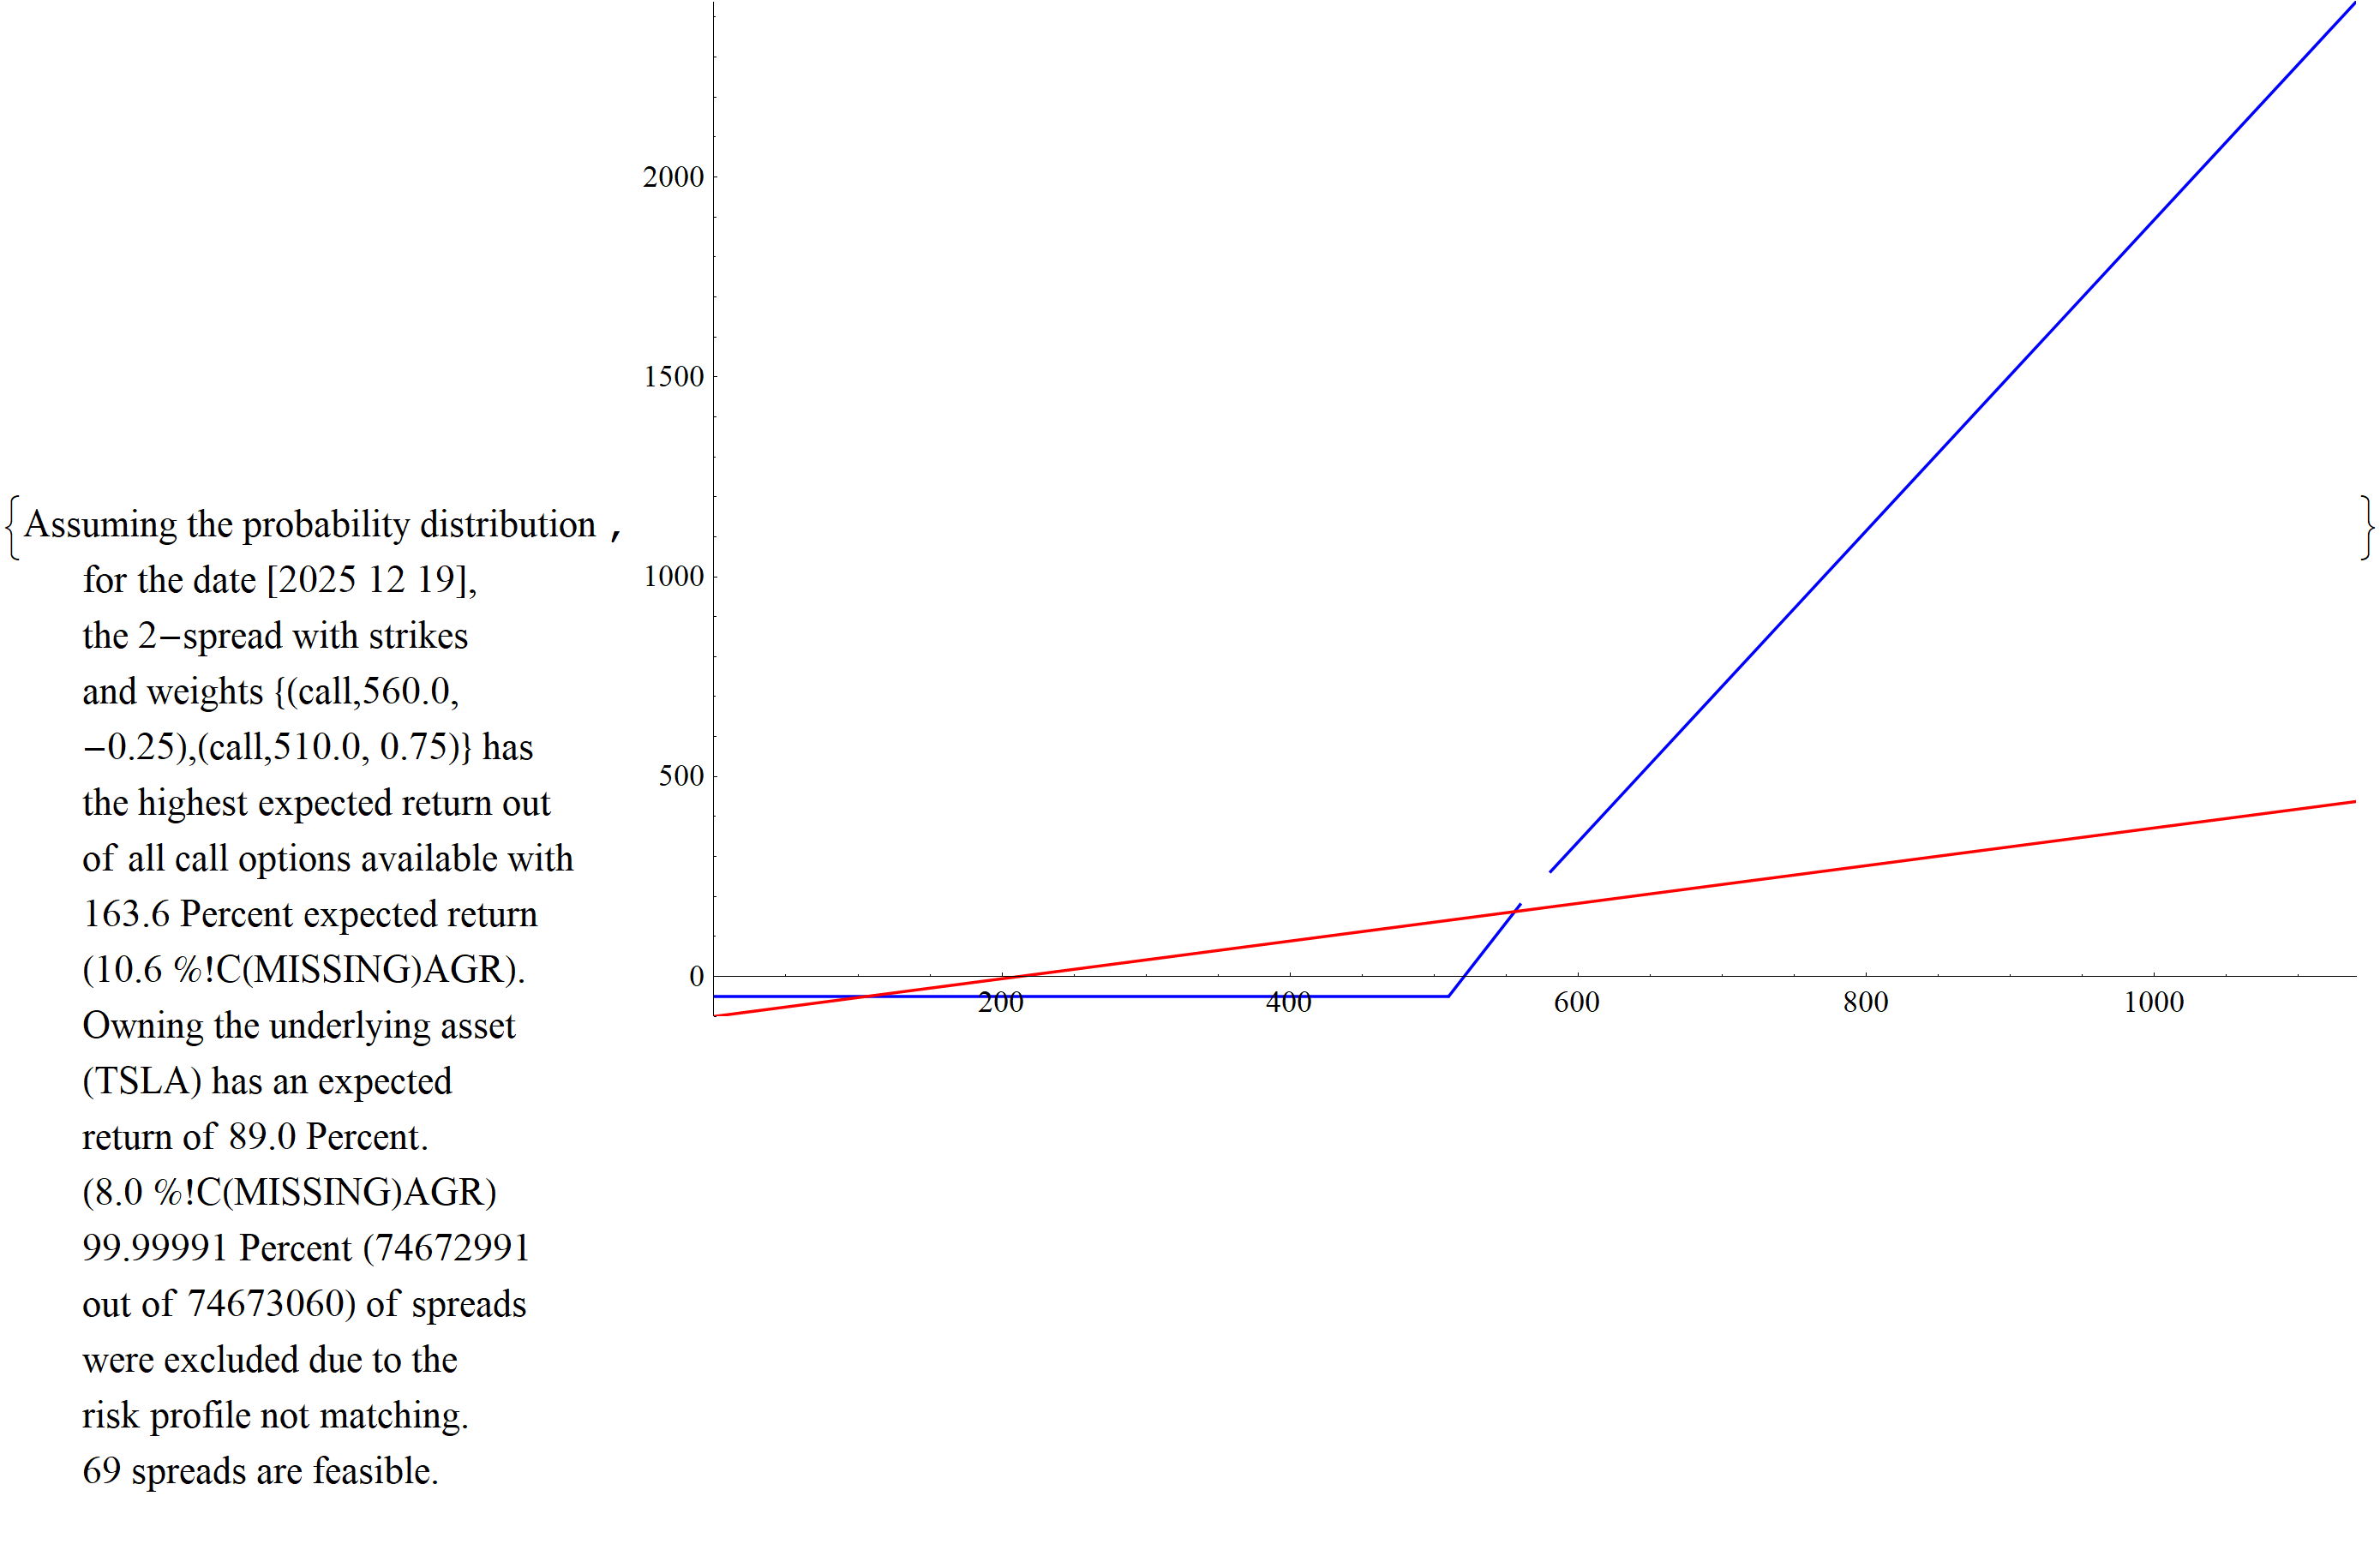 {Assuming the probability distribution ,
for the date [2025 12 19],
the 2−spread with strikes
and weights {(call,560.0,
−0.25),(call,510.0, 0.75)} has
the highest expected return out
of all call options available with
163.6 Percent expected return
(10.6 %!C(MISSING)AGR).
Owning the underlying asset
(TSLA) has an expected
return of 89.0 Percent.
(8.0 %!C(MISSING)AGR)
99.99991 Percent (74672991
out of 74673060) of spreads
were excluded due to the
risk profile not matching.
69 spreads are feasible.
2000
1500
1000
500
0
200
400
600
800
1000
}